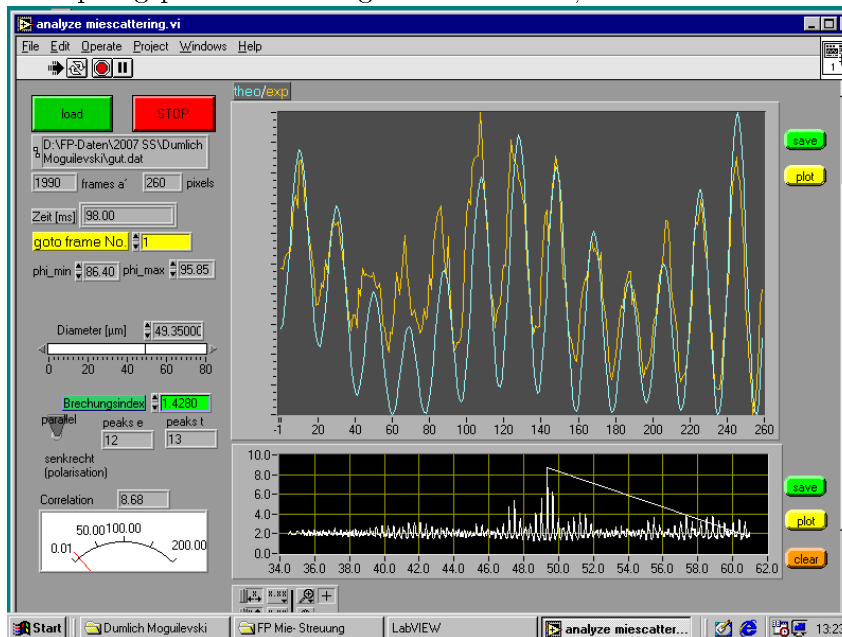 analyze miescattering.vi
File Edit Operate Project Windows Help
1
theo/exp
load STOP
save
D:\FP-Daten\2007 SS\Dumlich
Moguilevski\gut.dat
plot
1990 frames a´ 260 pixels
Zeit [ms] 98.00
goto frame No. 1
phi_min 86.40 phi_max 95.85
Diameter [µm] 49.35000
0 20 40 60 80
Brechungsindex 1.4280
parallel peaks e peaks t
12 13
senkrecht
(polarisation)
-1 20 40 60 80 100 120 140 160 180 200 220 240 260
Correlation 8.68
50.00 100.00
0.01 200.00
10.0-
8.0-
6.0-
4.0-
2.0-
0.0-
34.0 36.0 38.0 40.0 42.0 44.0 46.0 48.0 50.0 52.0 54.0 56.0 58.0 60.0 62.0
save
plot
clear
Start Dumlich Moguilevski FP Mie- Streuung LabVIEW analyze miescatter... 13:23